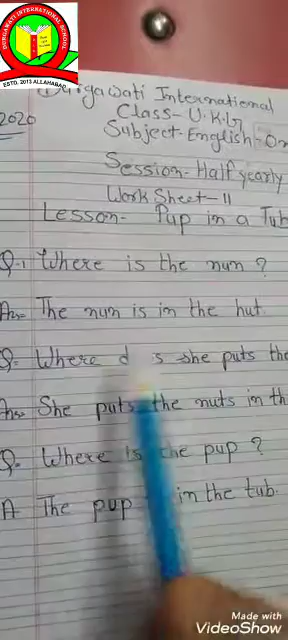 DURGAWATI INTERNATIONAL SCHOOL
ESTD. 2013 ALLAHABAD
Durgawati International
2020
Class- U.K.G
Subject-English-
Session-Half yearly
Work Sheet-11
Lesson- Pup in a Tub
Q-1 Where is the nun ?
Ans- The nun is in the hut.
Q- Where d s she puts the
Ans- She puts the nuts in th
Q. Where is the pup ?
A The pup in the tub.
Made with
VideoShow